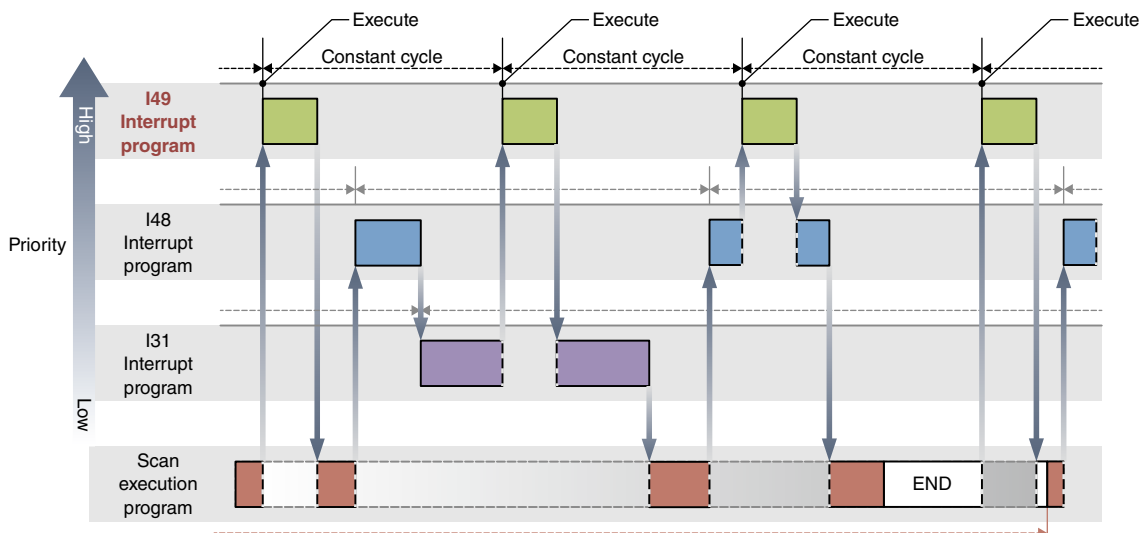 Execute
Execute
Execute
Execute
Constant cycle
Constant cycle
Constant cycle
High
I49
Interrupt
program
I48
Interrupt
program
Priority
I31
Interrupt
program
Low
Scan
execution
program
END